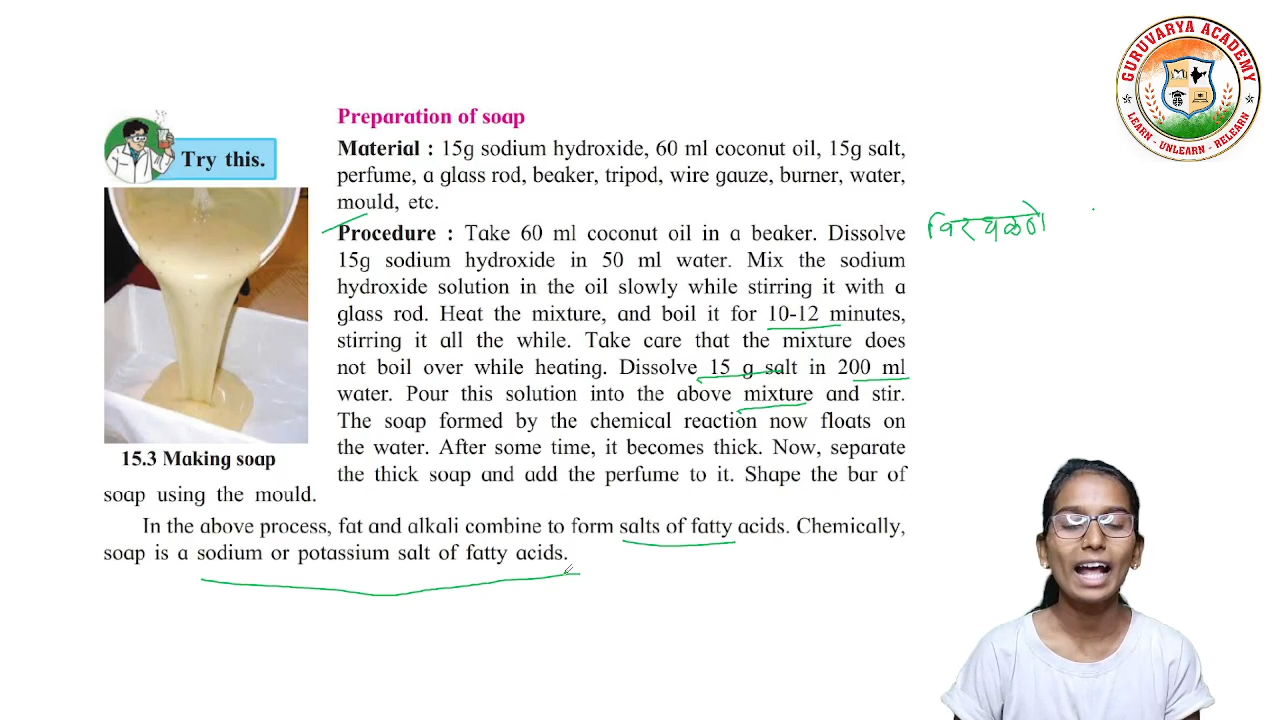 GURUVARYA ACADEMY
LEARN - UNLEARN - RELEARN
Preparation of soap
Try this.
Material : 15g sodium hydroxide, 60 ml coconut oil, 15g salt,
perfume, a glass rod, beaker, tripod, wire gauze, burner, water,
mould, etc.
Procedure : Take 60 ml coconut oil in a beaker. Dissolve
15g sodium hydroxide in 50 ml water. Mix the sodium
hydroxide solution in the oil slowly while stirring it with a
glass rod. Heat the mixture, and boil it for 10-12 minutes,
stirring it all the while. Take care that the mixture does
not boil over while heating. Dissolve 15 g salt in 200 ml
water. Pour this solution into the above mixture and stir.
The soap formed by the chemical reaction now floats on
the water. After some time, it becomes thick. Now, separate
the thick soap and add the perfume to it. Shape the bar of
soap using the mould.
15.3 Making soap
In the above process, fat and alkali combine to form salts of fatty acids. Chemically,
soap is a sodium or potassium salt of fatty acids.